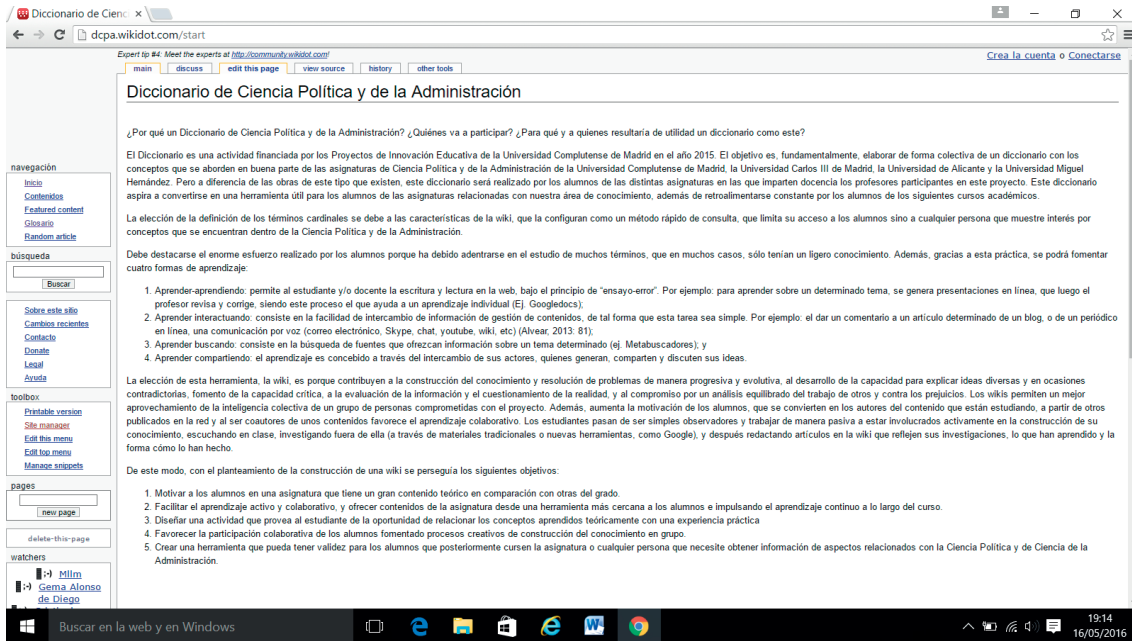 Diccionario de Cienc
dcpa.wikidot.com/start
Expert tip #4: Meet the experts at http://community.wikidot.com!
Crea la cuenta o Conectarse
main discuss edit this page view source history other tools
Diccionario de Ciencia Política y de la Administración
¿Por qué un Diccionario de Ciencia Política y de la Administración? ¿Quiénes va a participar? ¿Para qué y a quienes resultaría de utilidad un diccionario como este?
El Diccionario es una actividad financiada por los Proyectos de Innovación Educativa de la Universidad Complutense de Madrid en el año 2015. El objetivo es, fundamentalmente, elaborar de forma colectiva de un diccionario con los
conceptos que se aborden en buena parte de las asignaturas de Ciencia Política y de la Administración de la Universidad Complutense de Madrid, la Universidad Carlos III de Madrid, la Universidad de Alicante y la Universidad Miguel
Hernández. Pero a diferencia de las obras de este tipo que existen, este diccionario será realizado por los alumnos de las distintas asignaturas en las que imparten docencia los profesores participantes en este proyecto. Este diccionario
aspira a convertirse en una herramienta útil para los alumnos de las asignaturas relacionadas con nuestra área de conocimiento, además de retroalimentarse constante por los alumnos de los siguientes cursos académicos.
La elección de la definición de los términos cardinales se debe a las características de la wiki, que la configuran como un método rápido de consulta, que limita su acceso a los alumnos sino a cualquier persona que muestre interés por
conceptos que se encuentran dentro de la Ciencia Política y de la Administración.
Debe destacarse el enorme esfuerzo realizado por los alumnos porque ha debido adentrarse en el estudio de muchos términos, que en muchos casos, sólo tenían un ligero conocimiento. Además, gracias a esta práctica, se podrá fomentar
cuatro formas de aprendizaje:
1. Aprender-aprendiendo: permite al estudiante y/o docente la escritura y lectura en la web, bajo el principio de "ensayo-error". Por ejemplo: para aprender sobre un determinado tema, se genera presentaciones en línea, que luego el
profesor revisa y corrige, siendo este proceso el que ayuda a un aprendizaje individual (Ej. Googledocs);
2. Aprender interactuando: consiste en la facilidad de intercambio de información de gestión de contenidos, de tal forma que esta tarea sea simple. Por ejemplo: el dar un comentario a un artículo determinado de un blog, o de un periódico
en línea, una comunicación por voz (correo electrónico, Skype, chat, youtube, wiki, etc) (Alvear, 2013: 81);
3. Aprender buscando: consiste en la búsqueda de fuentes que ofrezcan información sobre un tema determinado (ej. Metabuscadores); y
4. Aprender compartiendo: el aprendizaje es concebido a través del intercambio de sus actores, quienes generan, comparten y discuten sus ideas.
La elección de esta herramienta, la wiki, es porque contribuyen a la construcción del conocimiento y resolución de problemas de manera progresiva y evolutiva, al desarrollo de la capacidad para explicar ideas diversas y en ocasiones
contradictorias, fomento de la capacidad crítica, a la evaluación de la información y el cuestionamiento de la realidad, y al compromiso por un análisis equilibrado del trabajo de otros y contra los prejuicios. Los wikis permiten un mejor
aprovechamiento de la inteligencia colectiva de un grupo de personas comprometidas con el proyecto. Además, aumenta la motivación de los alumnos, que se convierten en los autores del contenido que están estudiando, a partir de otros
publicados en la red y al ser coautores de unos contenidos favorece el aprendizaje colaborativo. Los estudiantes pasan de ser simples observadores y trabajar de manera pasiva a estar involucrados activamente en la construcción de su
conocimiento, escuchando en clase, investigando fuera de ella (a través de materiales tradicionales o nuevas herramientas, como Google), y después redactando artículos en la wiki que reflejen sus investigaciones, lo que han aprendido y la
forma cómo lo han hecho.
De este modo, con el planteamiento de la construcción de una wiki se perseguía los siguientes objetivos:
1. Motivar a los alumnos en una asignatura que tiene un gran contenido teórico en comparación con otras del grado.
2. Facilitar el aprendizaje activo y colaborativo, y ofrecer contenidos de la asignatura desde una herramienta más cercana a los alumnos e impulsando el aprendizaje continuo a lo largo del curso.
3. Diseñar una actividad que provea al estudiante de la oportunidad de relacionar los conceptos aprendidos teóricamente con una experiencia práctica
4. Favorecer la participación colaborativa de los alumnos fomentado procesos creativos de construcción del conocimiento en grupo.
5. Crear una herramienta que pueda tener validez para los alumnos que posteriormente cursen la asignatura o cualquier persona que necesite obtener información de aspectos relacionados con la Ciencia Política y de Ciencia de la
Administración.
navegación
Inicio
Contenidos
Featured content
Glosario
Random article
búsqueda
Buscar
Sobre este sitio
Cambios recientes
Contacto
Donate
Legal
Ayuda
toolbox
Printable version
Site manager
Edit this menu
Edit top menu
Manage snippets
pages
new page
delete-this-page
watchers
;-) Mllm
;-) Gema Alonso
de Diego
Buscar en la web y en Windows
19:14
16/05/2016